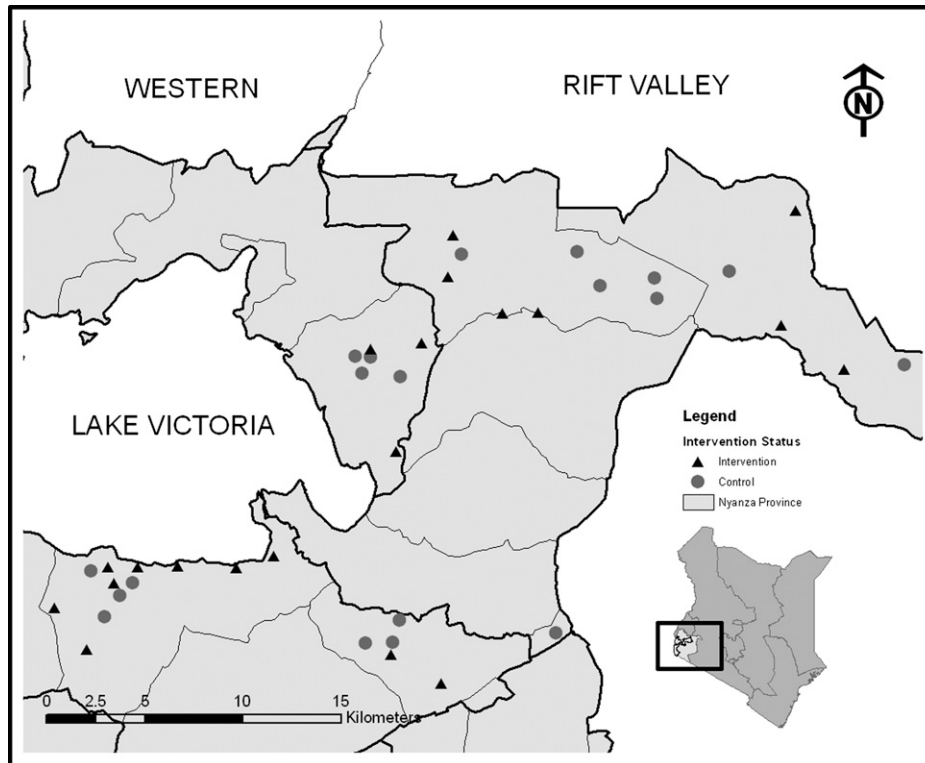 WESTERN
RIFT VALLEY
N
LAKE VICTORIA
Legend
Intervention Status
Intervention
Control
Nyanza Province
0 2.5 5 10 15
Kilometers